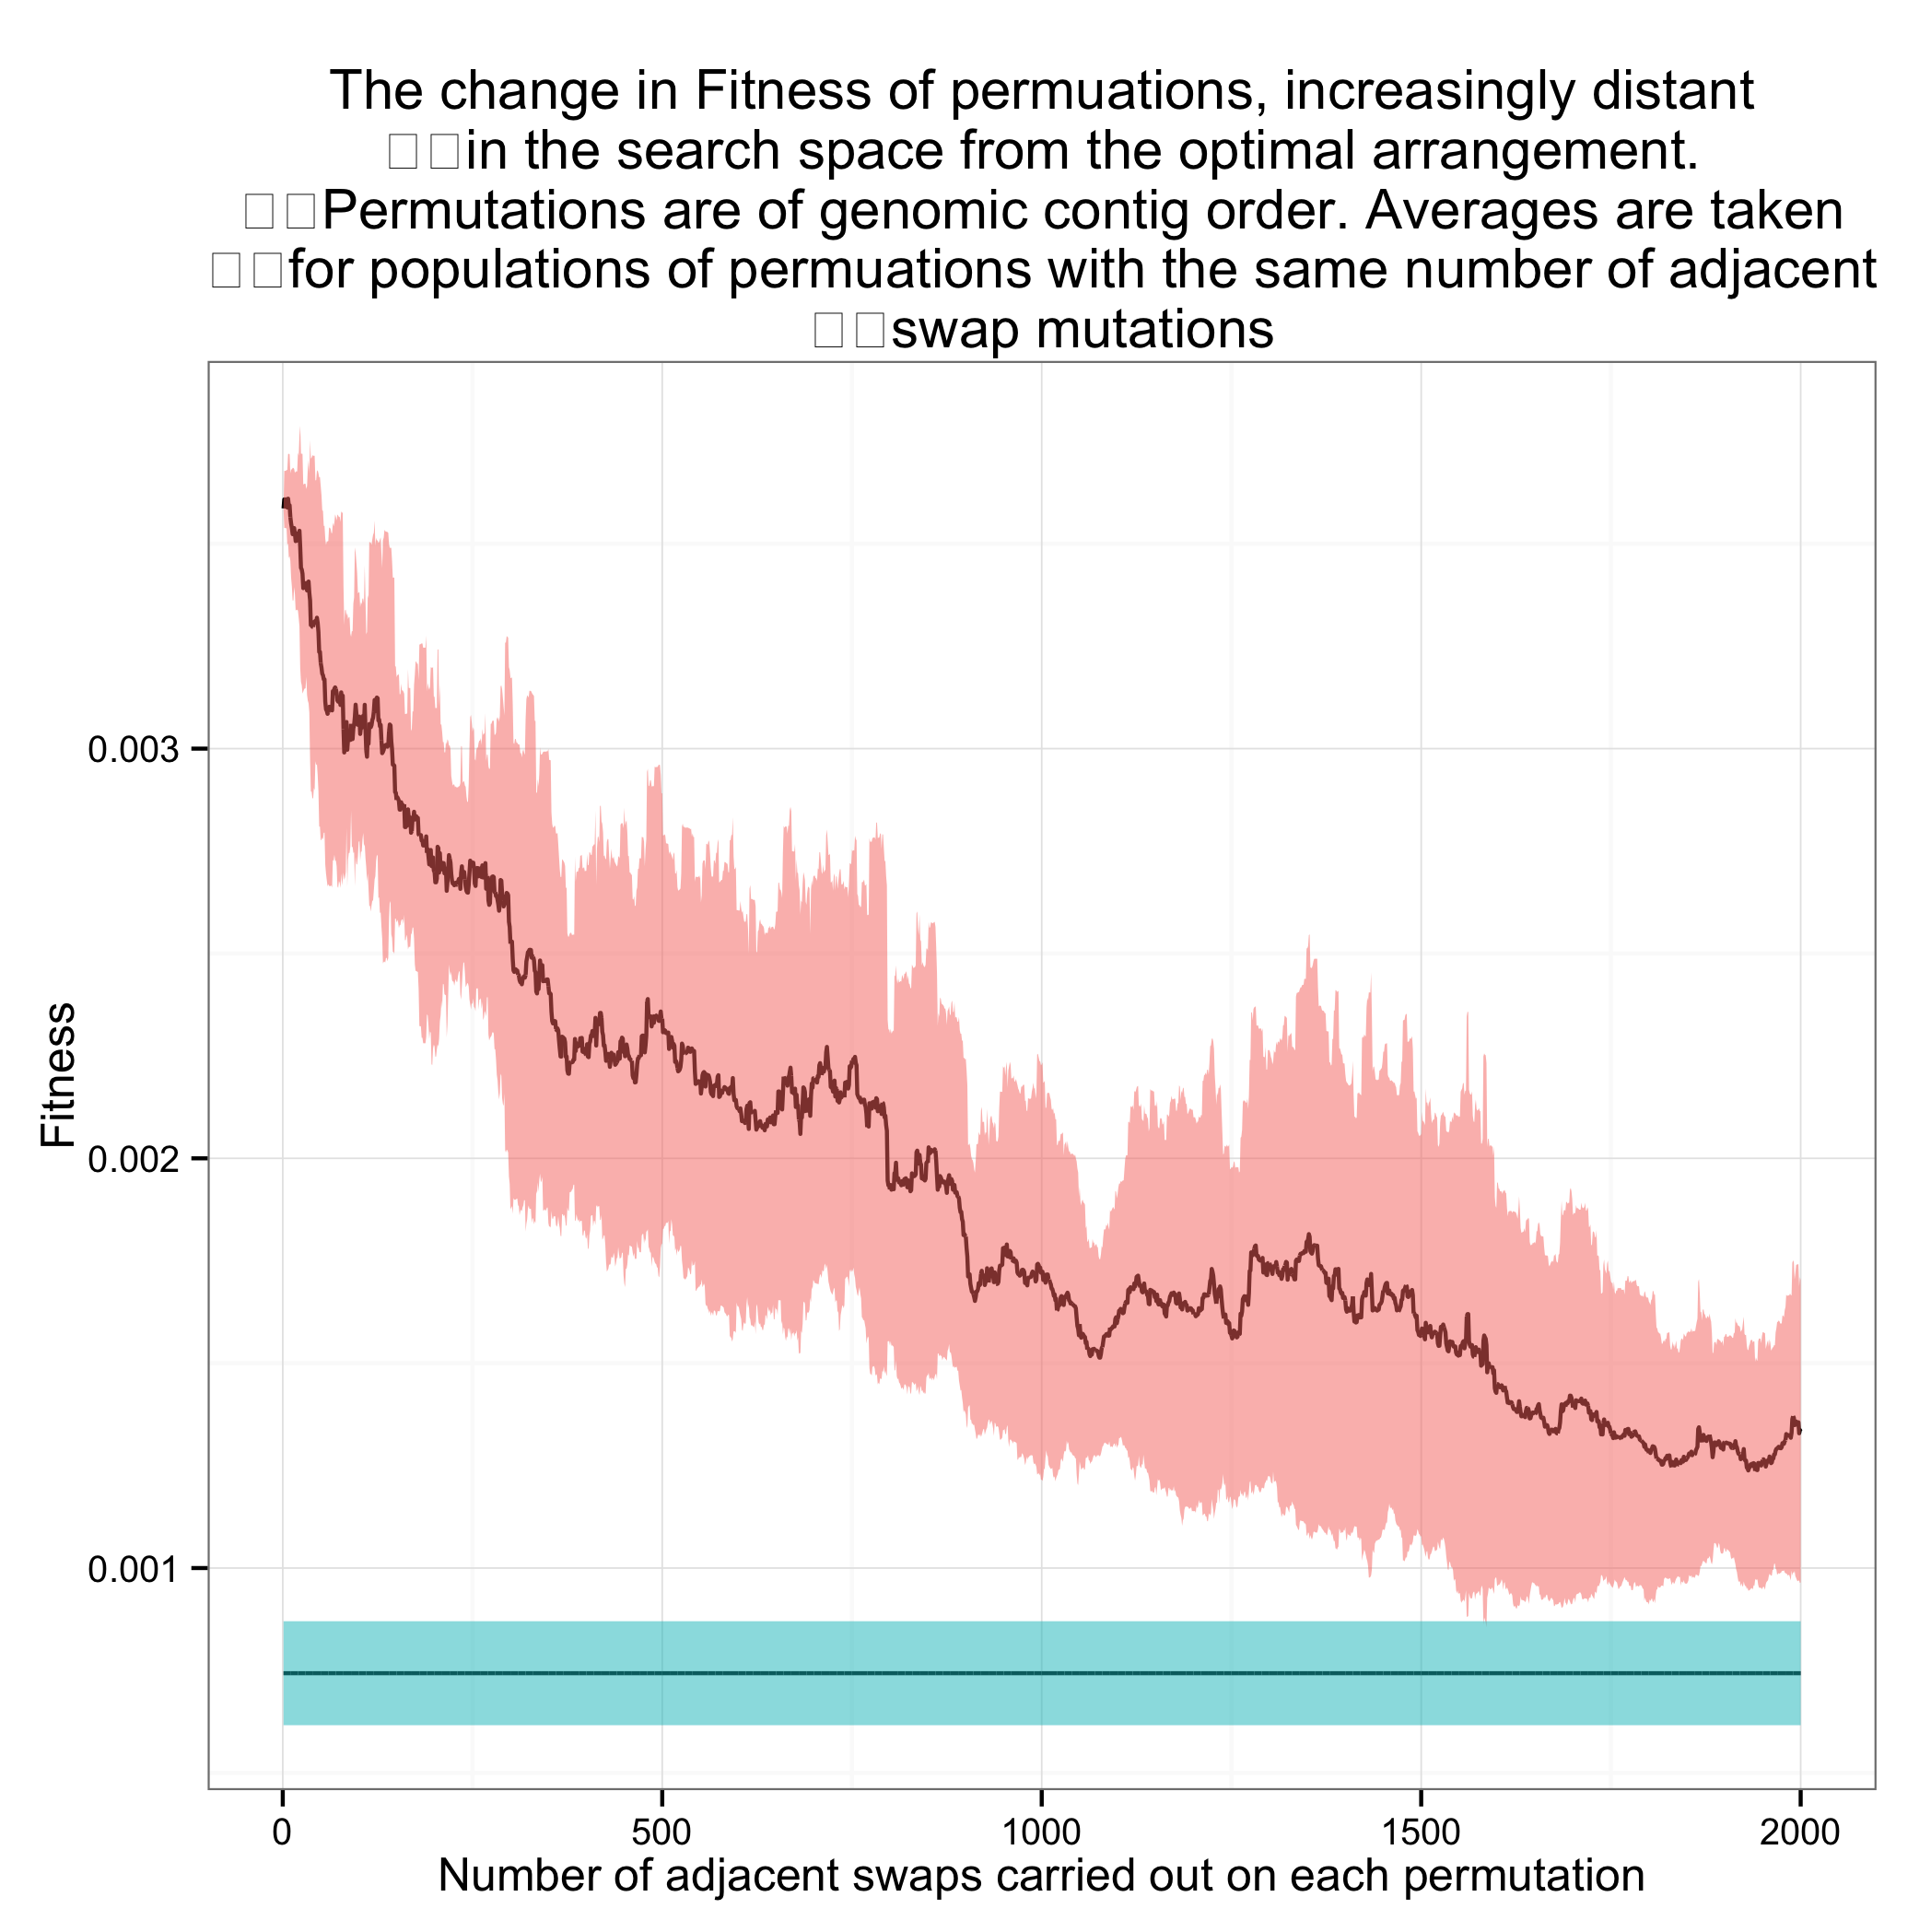 The change in Fitness of permuations, increasingly distant
□□in the search space from the optimal arrangement.
□□Permutations are of genomic contig order. Averages are taken
□□for populations of permuations with the same number of adjacent
□□swap mutations
Fitness
0.003
0.002
0.001
0 500 1000 1500 2000
Number of adjacent swaps carried out on each permutation